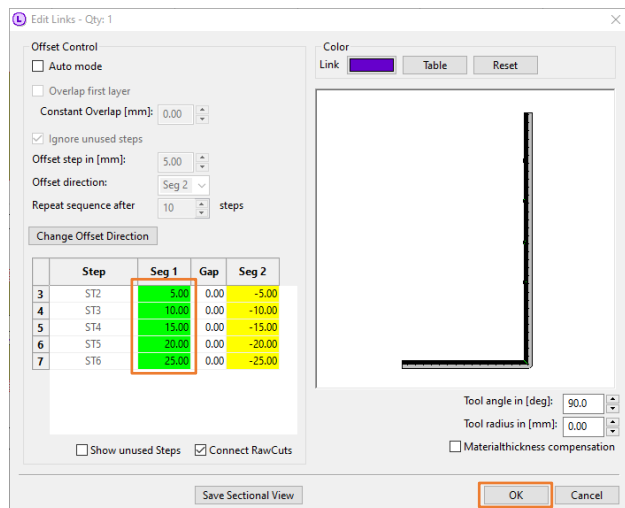 Edit Links - Qty: 1
Offset Control
Auto mode
Overlap first layer
Constant Overlap [mm]: 0.00
Ignore unused steps
Offset step in [mm]: 5.00
Offset direction: Seg 2
Repeat sequence after 10 steps
Change Offset Direction
Step Seg 1 Gap Seg 2
3 ST2 5.00 0.00 -5.00
4 ST3 10.00 0.00 -10.00
5 ST4 15.00 0.00 -15.00
6 ST5 20.00 0.00 -20.00
7 ST6 25.00 0.00 -25.00
Show unused Steps Connect RawCuts
Color
Link Table Reset
Tool angle in [deg]: 90.0
Tool radius in [mm]: 0.00
Materialthickness compensation
Save Sectional View OK Cancel